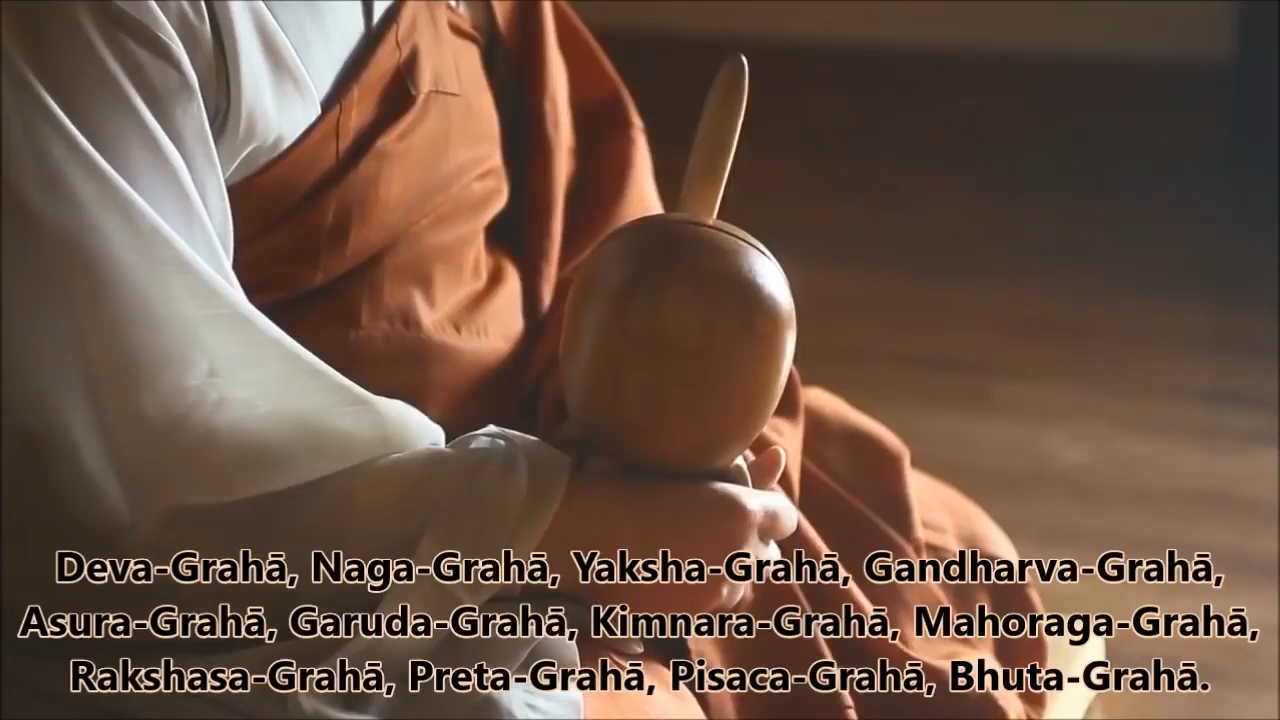 Deva-Grahā, Naga-Grahā, Yaksha-Grahā, Gandharva-Grahā,
Asura-Grahā, Garuda-Grahā, Kimnara-Grahā, Mahoraga-Grahā,
Rakshasa-Grahā, Preta-Grahā, Pisaca-Grahā, Bhuta-Grahā.